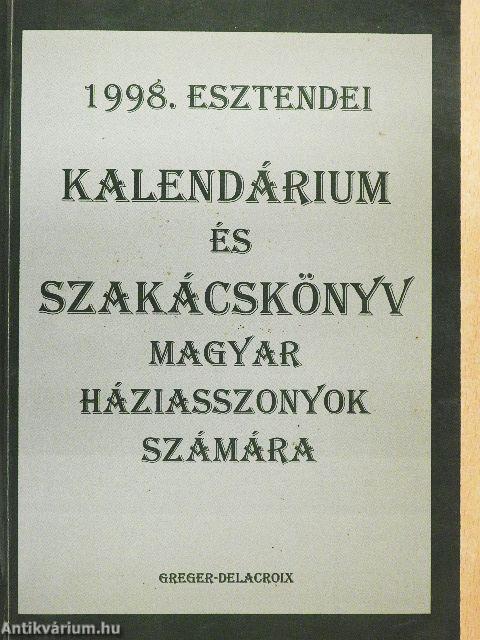 1998. ESZTENDEI
KALENDÁRIUM
ÉS
SZAKÁCSKÖNYV
MAGYAR
HÁZIASSZONYOK
SZÁMÁRA
GREGER-DELACROIX
Antikvárium.hu